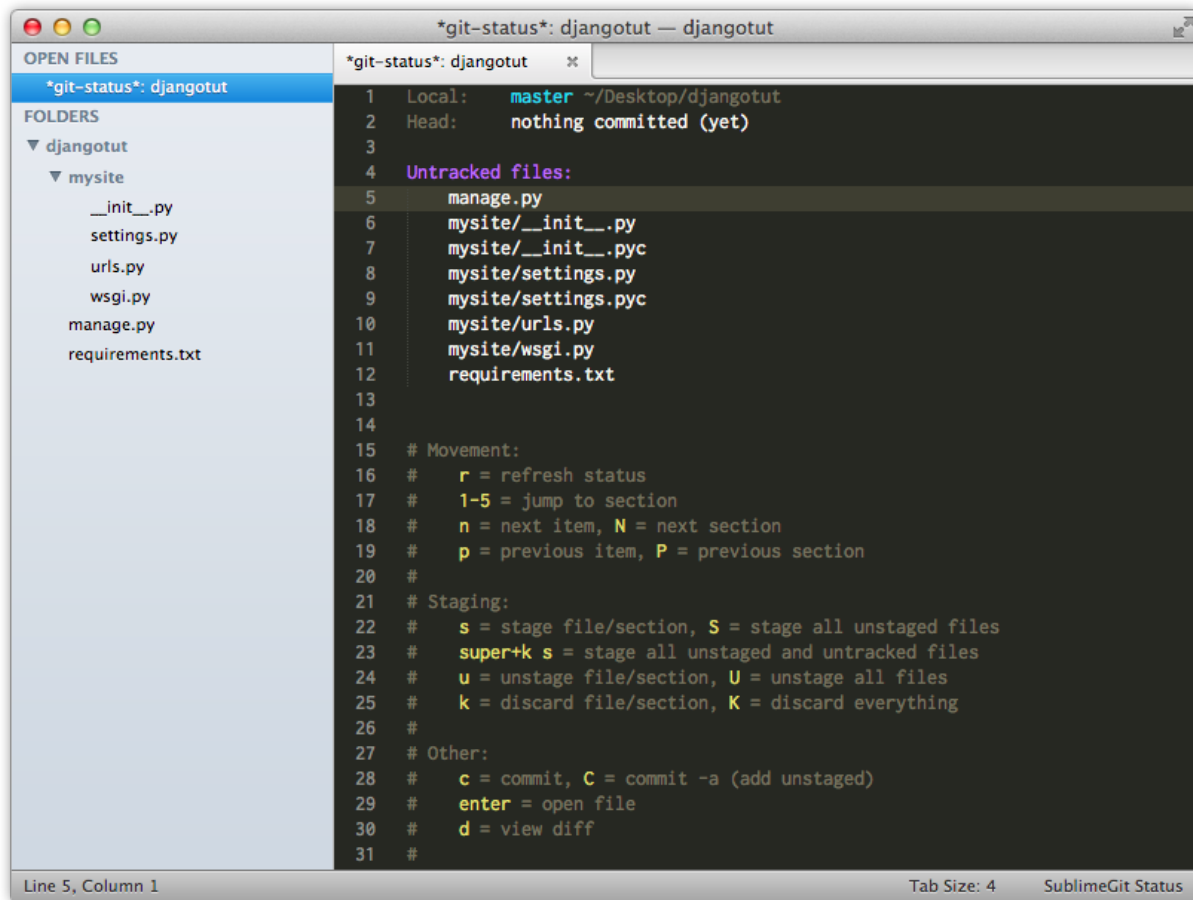 *git-status*: djangotut — djangotut
OPEN FILES
*git-status*: djangotut
FOLDERS
▼ djangotut
▼ mysite
__init__.py
settings.py
urls.py
wsgi.py
manage.py
requirements.txt
*git-status*: djangotut ×
1 Local: master ~/Desktop/djangotut
2 Head: nothing committed (yet)
3
4 Untracked files:
5 manage.py
6 mysite/__init__.py
7 mysite/__init__.pyc
8 mysite/settings.py
9 mysite/settings.pyc
10 mysite/urls.py
11 mysite/wsgi.py
12 requirements.txt
13
14
15 # Movement:
16 # r = refresh status
17 # 1-5 = jump to section
18 # n = next item, N = next section
19 # p = previous item, P = previous section
20 #
21 # Staging:
22 # s = stage file/section, S = stage all unstaged files
23 # super+k s = stage all unstaged and untracked files
24 # u = unstage file/section, U = unstage all files
25 # k = discard file/section, K = discard everything
26 #
27 # Other:
28 # c = commit, C = commit -a (add unstaged)
29 # enter = open file
30 # d = view diff
31 #
Line 5, Column 1
Tab Size: 4
SublimeGit Status